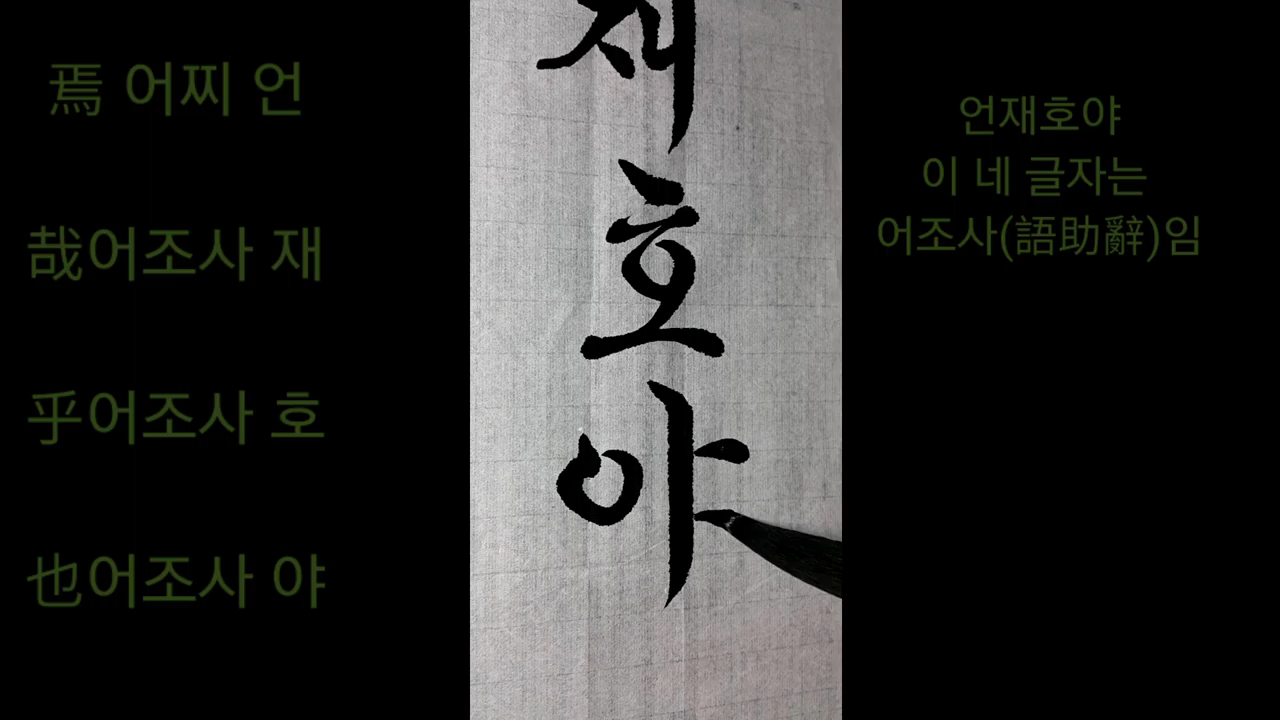 焉 어찌 언
哉어조사 재
乎어조사 호
也어조사 야
재
호
야
언재호야
이 네 글자는
어조사(語助辭)임